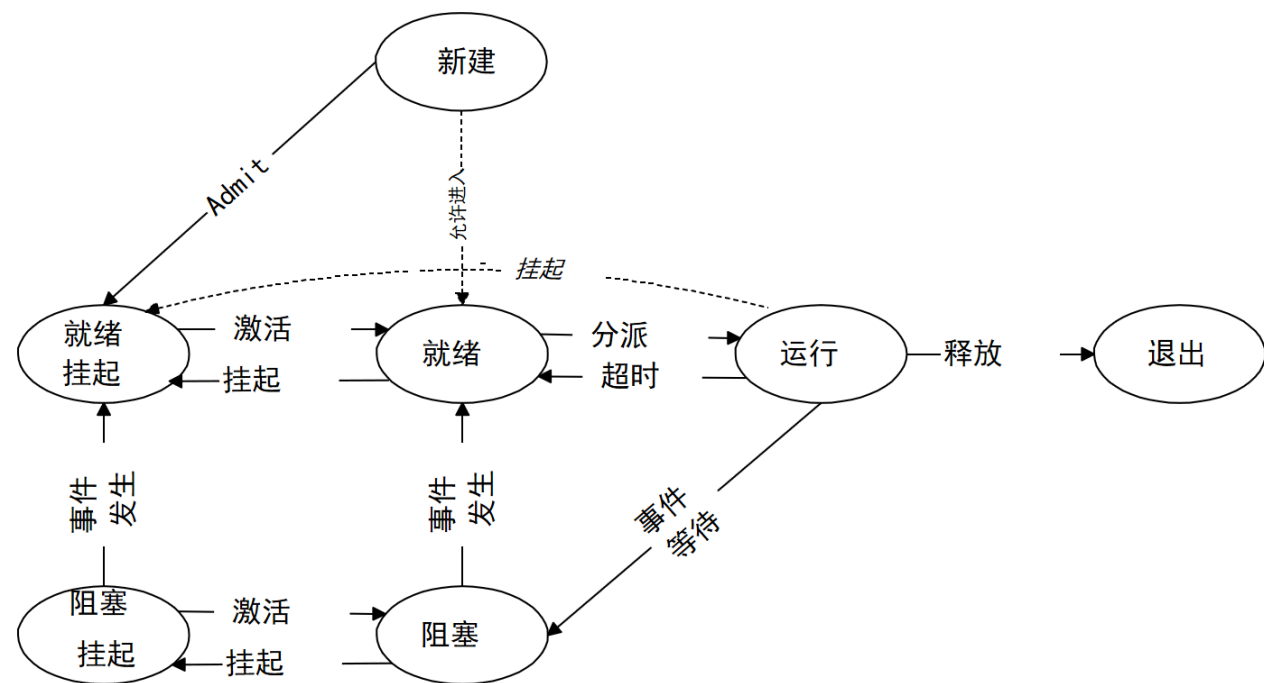 新建
Admit
允许进入
挂起
就绪
挂起
激活
挂起
就绪
分派
超时
运行
释放
退出
事件
发生
事件
发生
事件
等待
阻塞
挂起
激活
挂起
阻塞